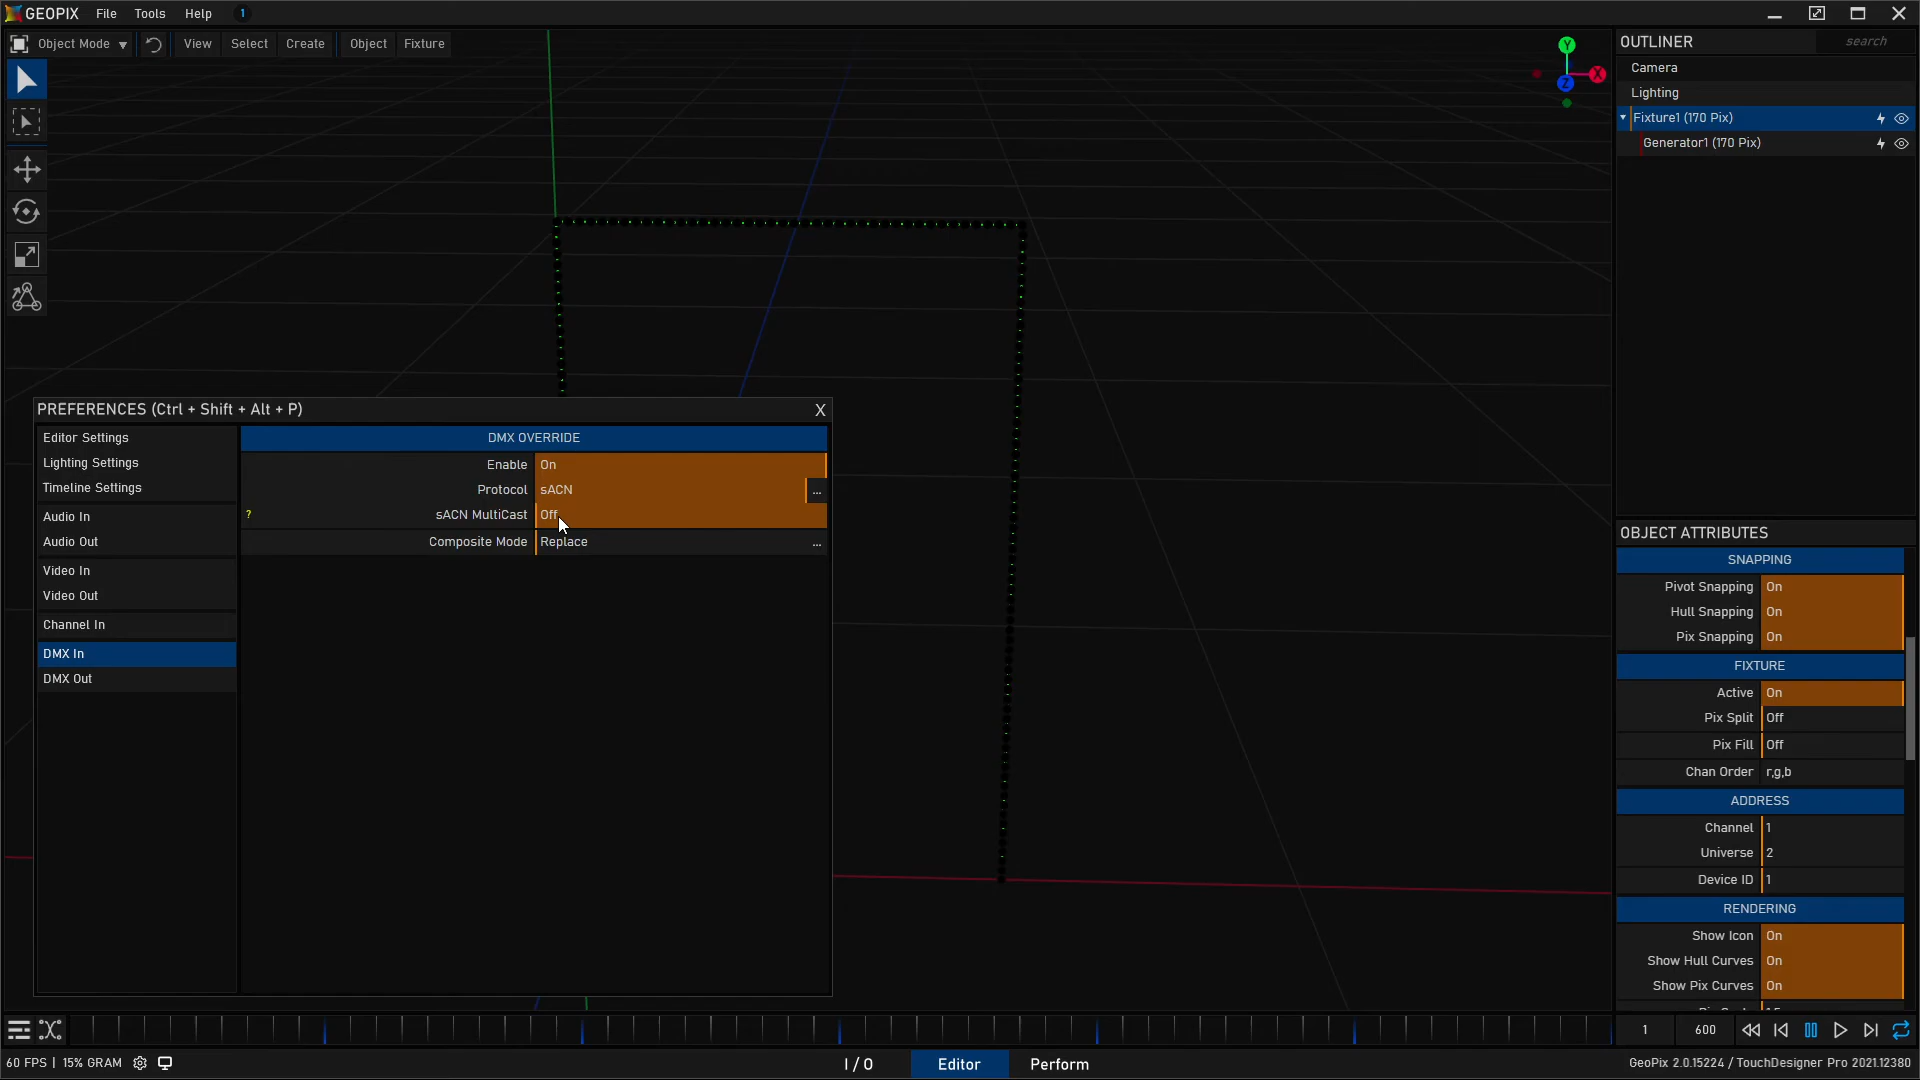 GEOPIX File Tools Help 1
Object Mode View Select Create Object Fixture
Y
X
Z
OUTLINER search
Camera
Lighting
Fixture1 (170 Pix)
Generator1 (170 Pix)
PREFERENCES (Ctrl + Shift + Alt + P) X
Editor Settings
Lighting Settings
Timeline Settings
Audio In
Audio Out
Video In
Video Out
Channel In
DMX In
DMX Out
DMX OVERRIDE
Enable On
Protocol sACN ...
? sACN MultiCast Off
Composite Mode Replace ...
OBJECT ATTRIBUTES
SNAPPING
Pivot Snapping On
Hull Snapping On
Pix Snapping On
FIXTURE
Active On
Pix Split Off
Pix Fill Off
Chan Order r,g,b
ADDRESS
Channel 1
Universe 2
Device ID 1
RENDERING
Show Icon On
Show Hull Curves On
Show Pix Curves On
1 600
60 FPS | 15% GRAM I / O Editor Perform GeoPix 2.0.15224 / TouchDesigner Pro 2021.12380